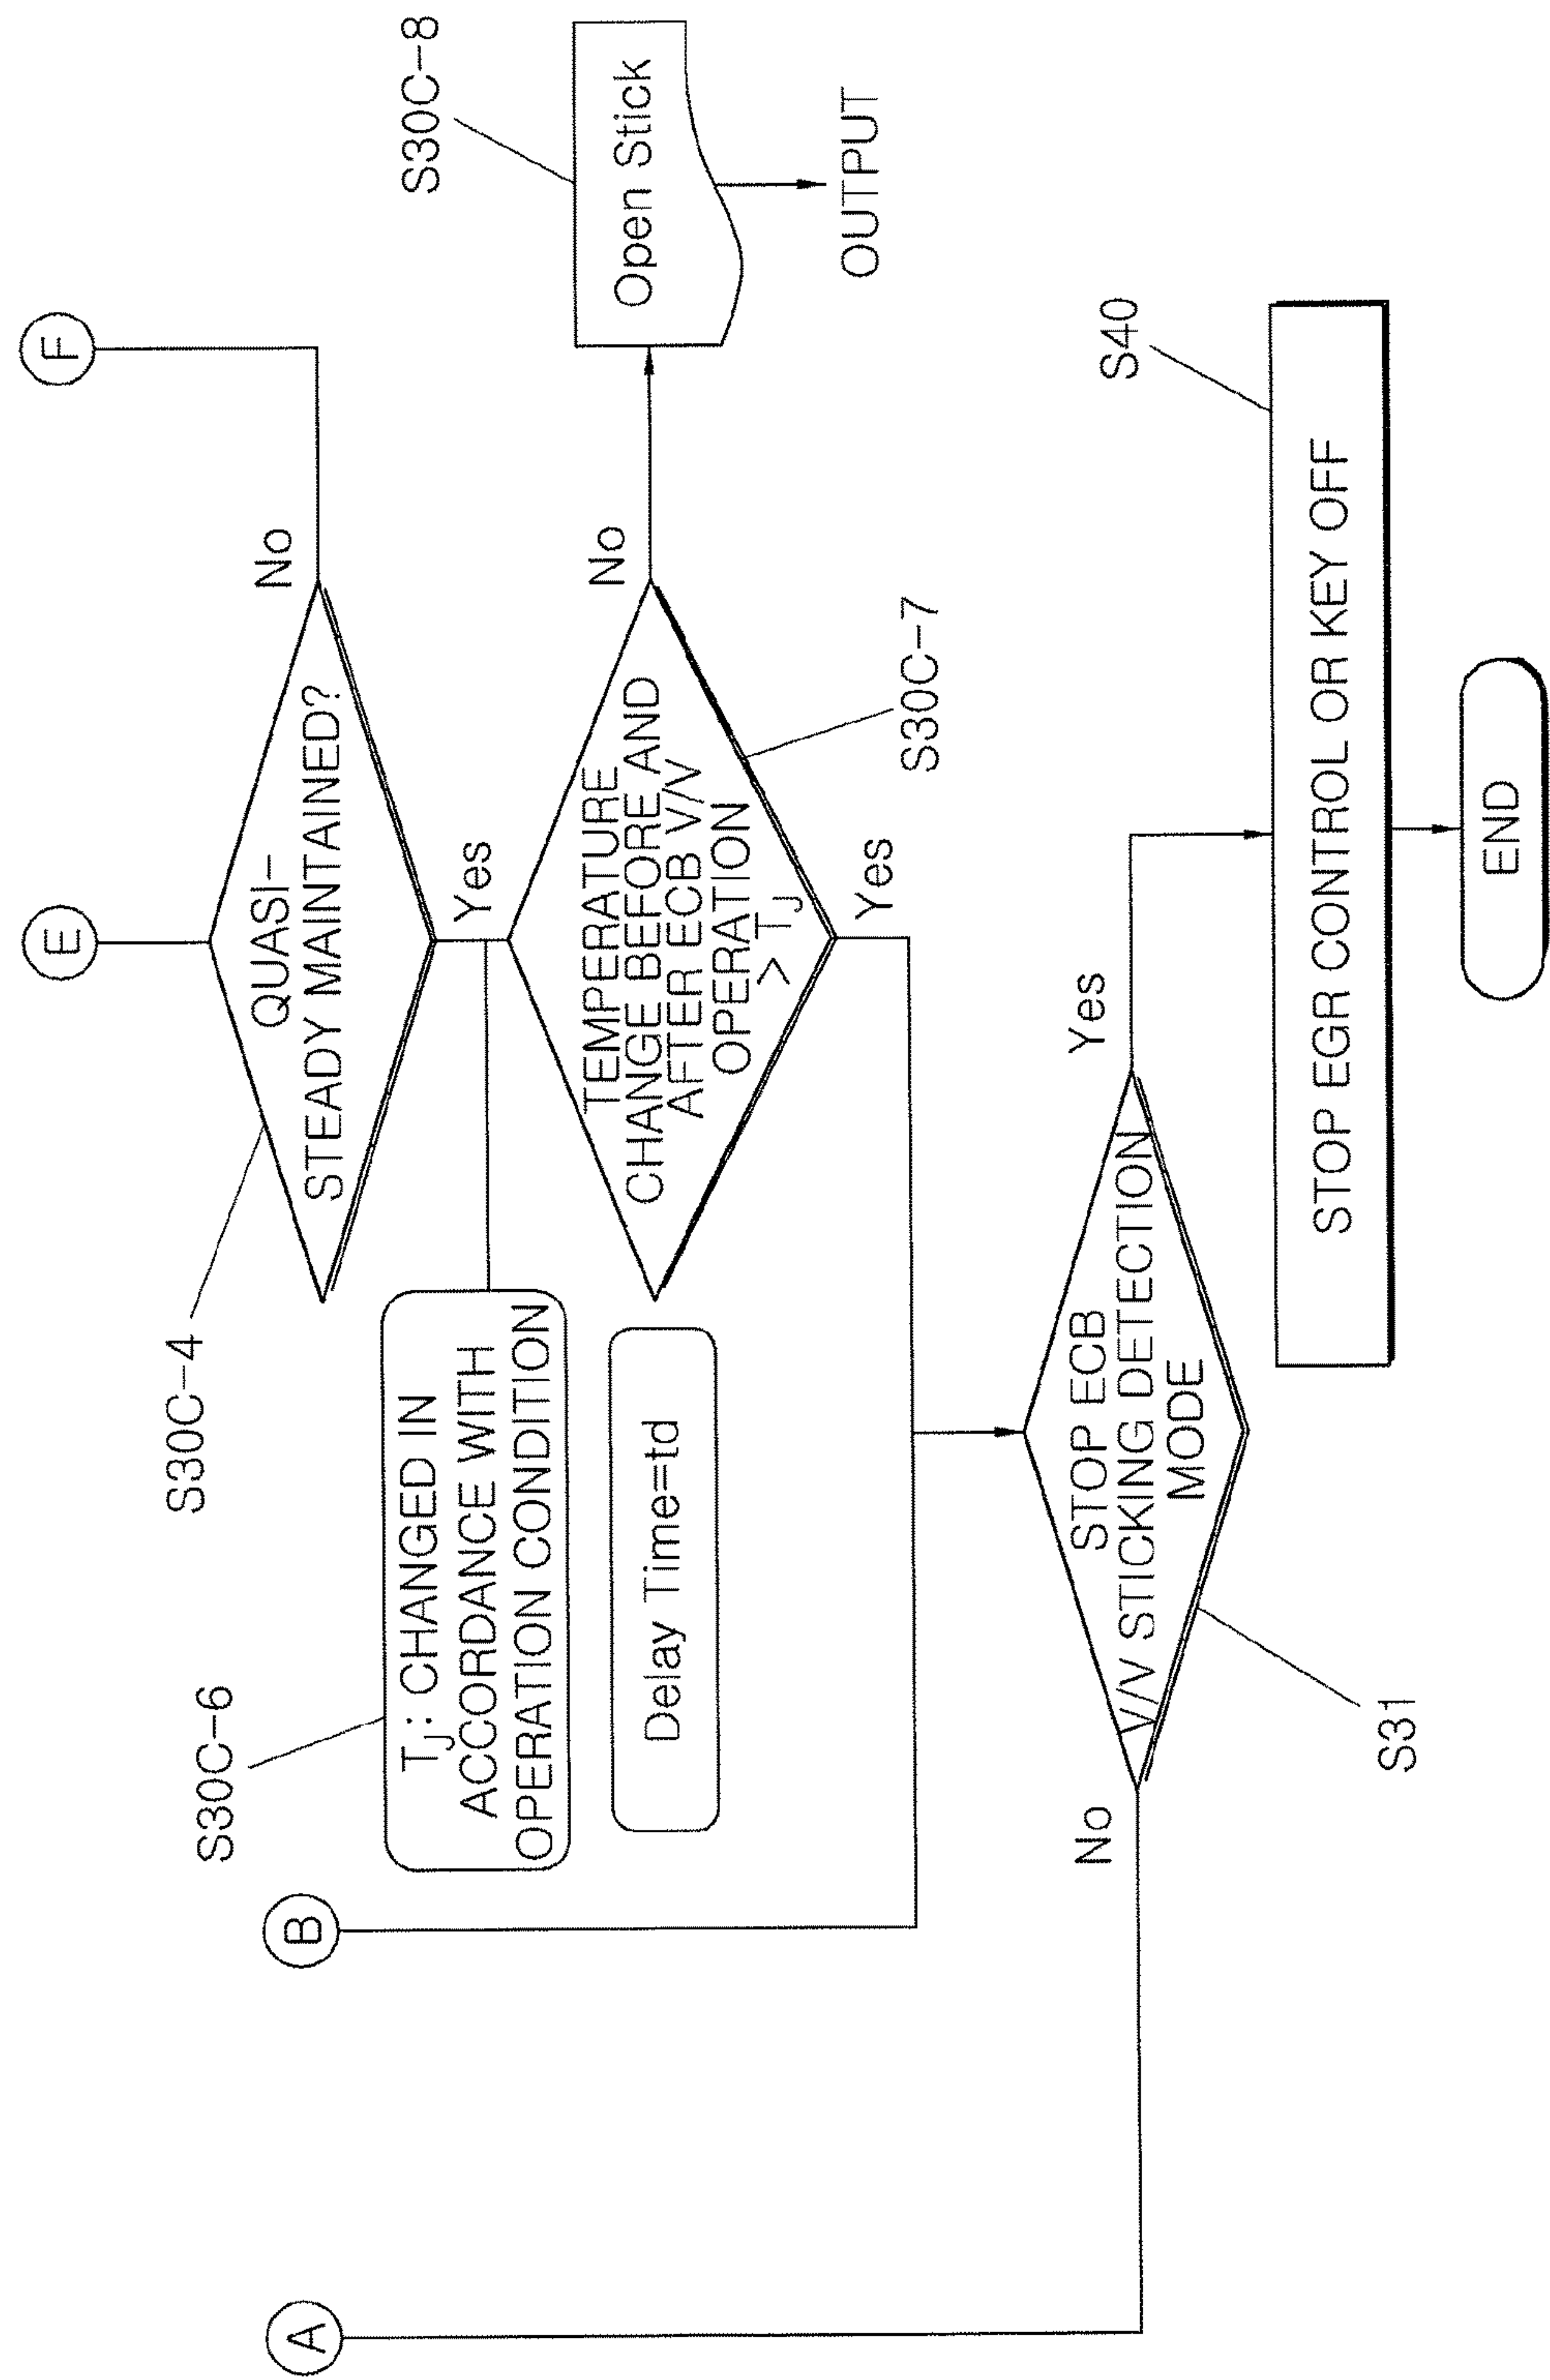 E
F
QUASI-
STEADY MAINTAINED?
No
S30C-4
Yes
S30C-6
TJ : CHANGED IN
ACCORDANCE WITH
OPERATION CONDITION
Delay Time=td
TEMPERATURE
CHANGE BEFORE AND
AFTER ECB V/V
OPERATION
> TJ
No
S30C-7
Yes
S30C-8
Open Stick
OUTPUT
B
A
STOP ECB
V/V STICKING DETECTION
MODE
No
Yes
S31
S40
STOP EGR CONTROL OR KEY OFF
END